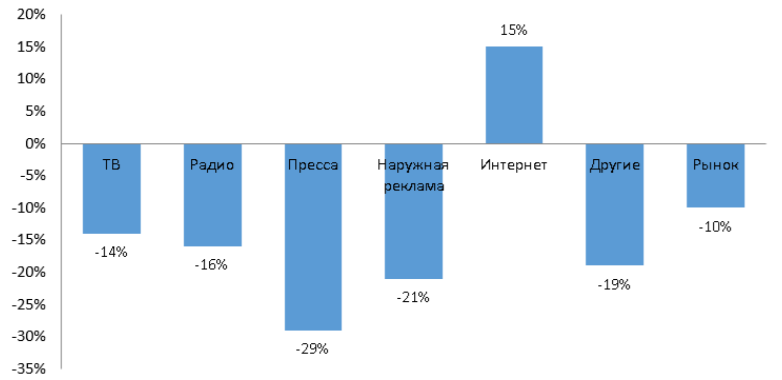 20%
15%
10%
5%
0%
-5%
-10%
-15%
-20%
-25%
-30%
-35%
15%
ТВ
Радио
Пресса
Наружная
реклама
Интернет
Другие
Рынок
-14%
-16%
-29%
-21%
-19%
-10%